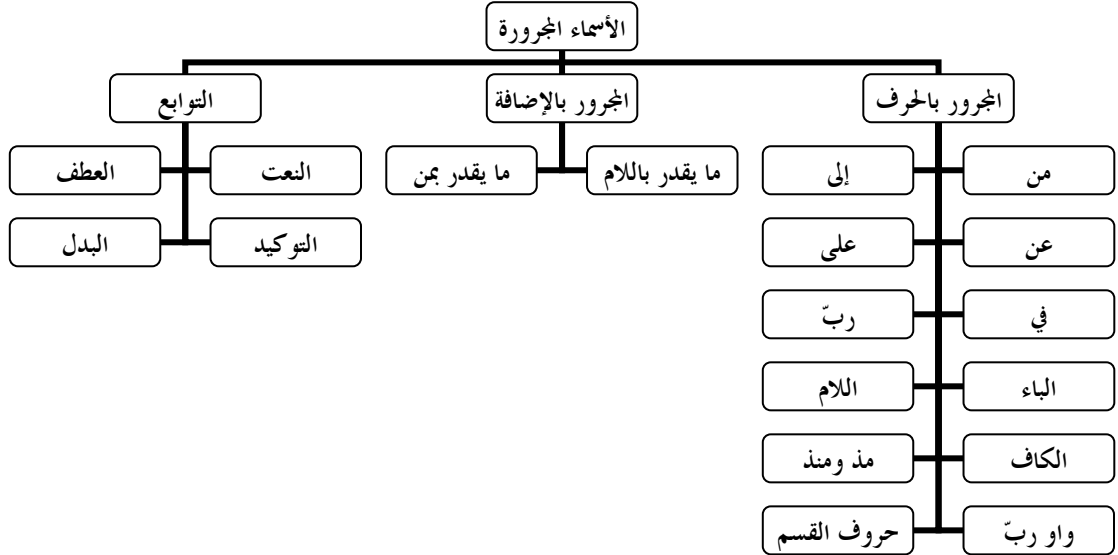 الأسماء المجرورة
المجرور بالحرف
المجرور بالإضافة
التوابع
من
إلى
عن
على
في
ربّ
الباء
اللام
الكاف
مذ ومنذ
واو ربّ
حروف القسم
ما يقدر باللام
ما يقدر بمن
النعت
العطف
التوكيد
البدل